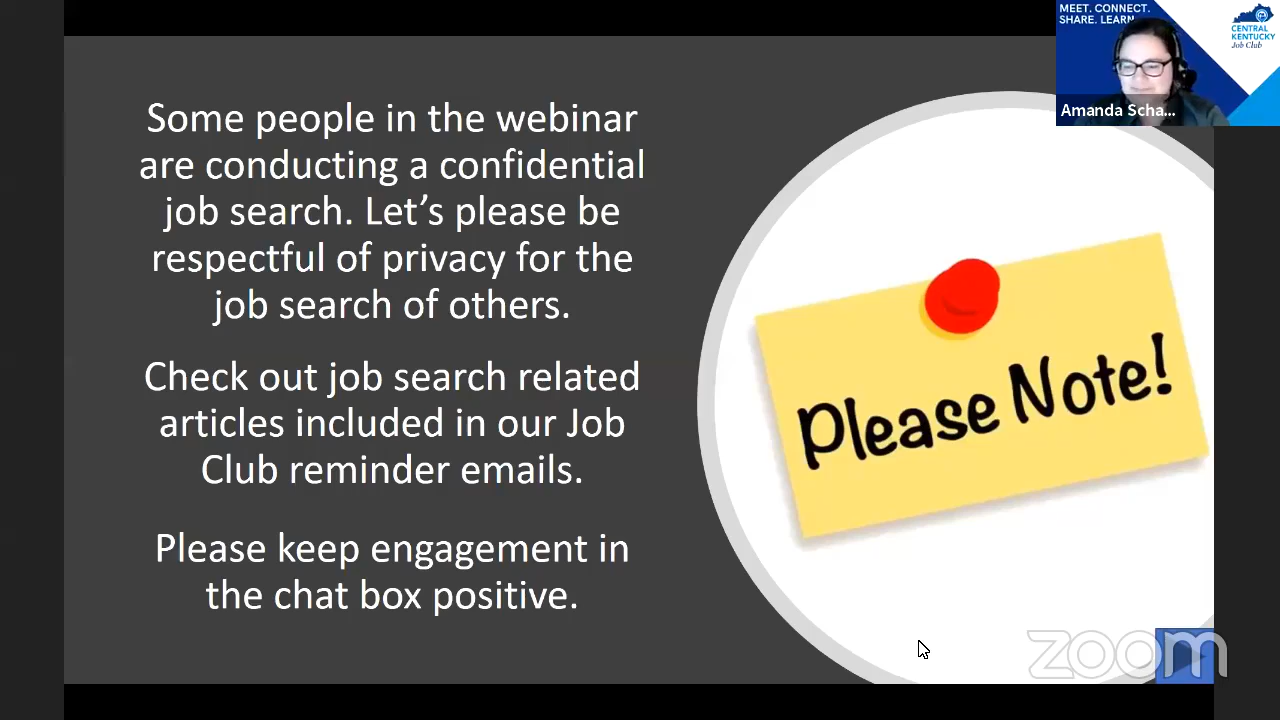 MEET. CONNECT.
SHARE. LEARN
CENTRAL
KENTUCKY
Job Club
Amanda Scha...
Some people in the webinar
are conducting a confidential
job search. Let’s please be
respectful of privacy for the
job search of others.
Check out job search related
articles included in our Job
Club reminder emails.
Please keep engagement in
the chat box positive.
Please Note!
zoom